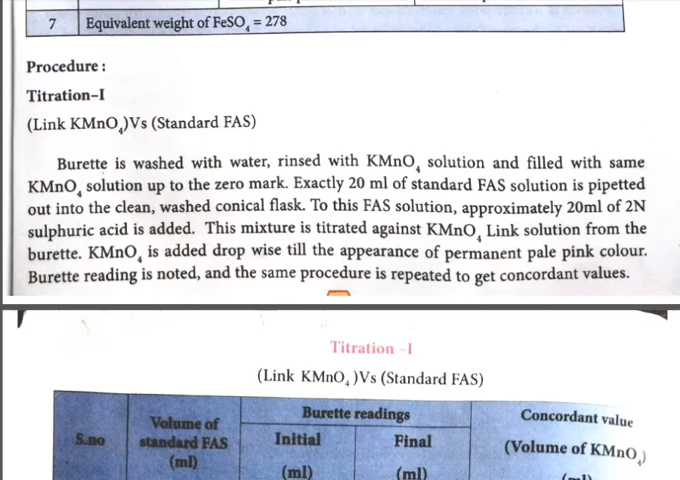 7 Equivalent weight of FeSO₄ = 278
Procedure :
Titration–I
(Link KMnO₄)Vs (Standard FAS)
Burette is washed with water, rinsed with KMnO₄ solution and filled with same
KMnO₄ solution up to the zero mark. Exactly 20 ml of standard FAS solution is pipetted
out into the clean, washed conical flask. To this FAS solution, approximately 20ml of 2N
sulphuric acid is added. This mixture is titrated against KMnO₄ Link solution from the
burette. KMnO₄ is added drop wise till the appearance of permanent pale pink colour.
Burette reading is noted, and the same procedure is repeated to get concordant values.
Titration –I
(Link KMnO₄ )Vs (Standard FAS)
S.no
Volume of
standard FAS
(ml)
Burette readings
Initial
(ml)
Final
(ml)
Concordant value
(Volume of KMnO₄)
(ml)